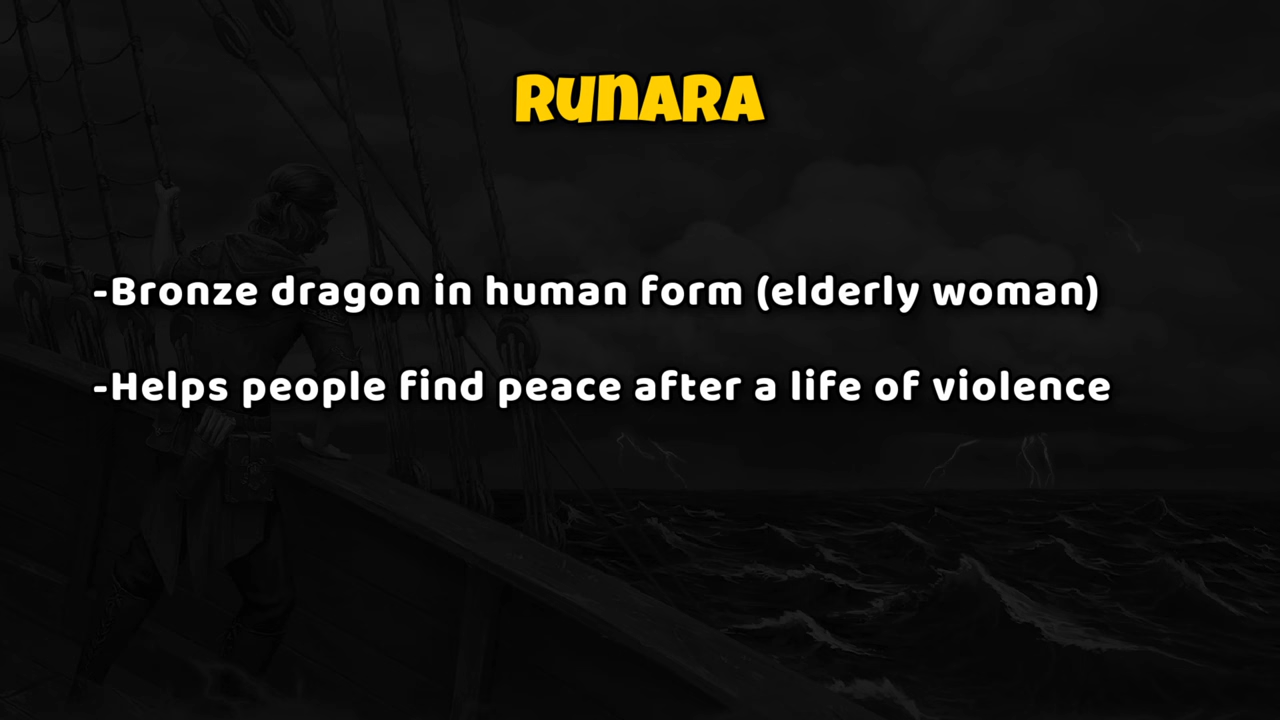 Runara
-Bronze dragon in human form (elderly woman)
-Helps people find peace after a life of violence